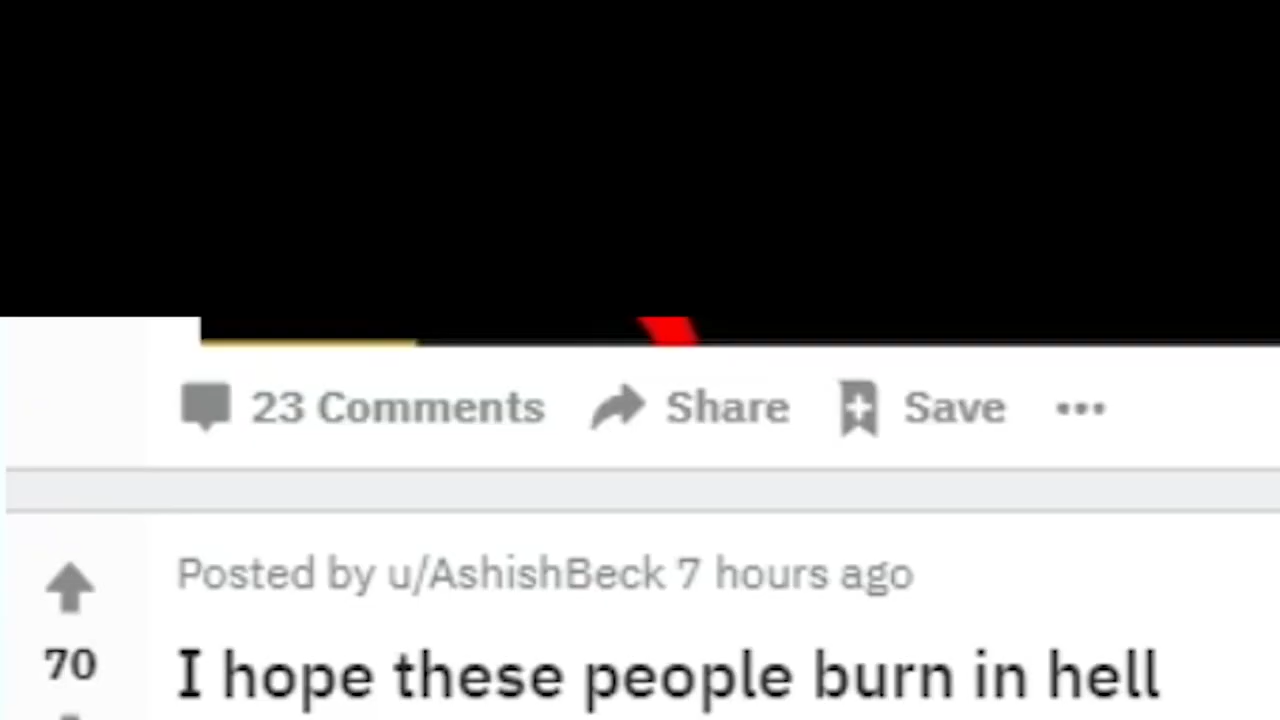 23 Comments Share Save
Posted by u/AshishBeck 7 hours ago
70
I hope these people burn in hell